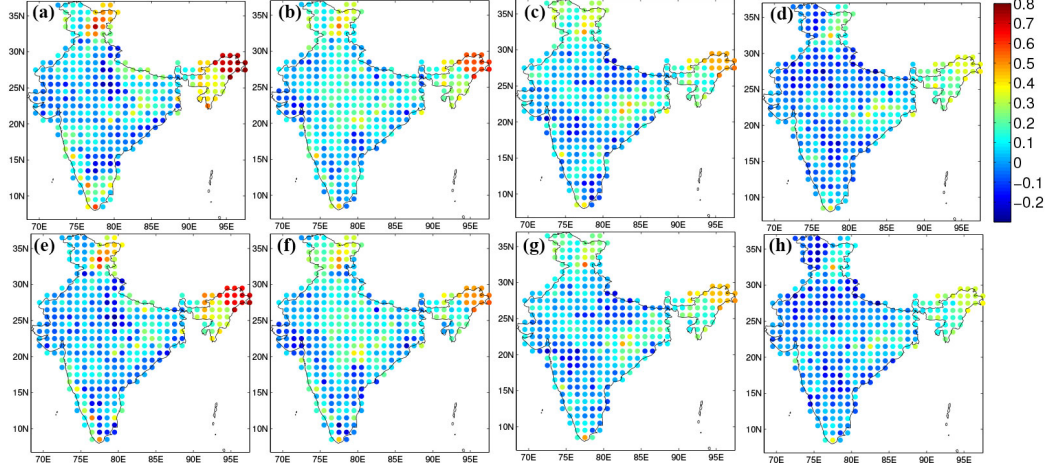 (a) (b) (c) (d)
0.8
35N 35N 35N 35N
0.7
30N 30N 30N 30N
0.6
0.5
25N 25N 25N 25N
0.4
20N 20N 20N 20N
0.3
0.2
15N 15N 15N 15N
0.1
0
10N 10N 10N 10N
−0.1
−0.2
70E 75E 80E 85E 90E 95E 70E 75E 80E 85E 90E 95E 70E 75E 80E 85E 90E 95E 70E 75E 80E 85E 90E 95E
(e) (f) (g) (h)
35N 35N 35N 35N
30N 30N 30N 30N
25N 25N 25N 25N
20N 20N 20N 20N
15N 15N 15N 15N
10N 10N 10N 10N
70E 75E 80E 85E 90E 95E 70E 75E 80E 85E 90E 95E 70E 75E 80E 85E 90E 95E 70E 75E 80E 85E 90E 95E